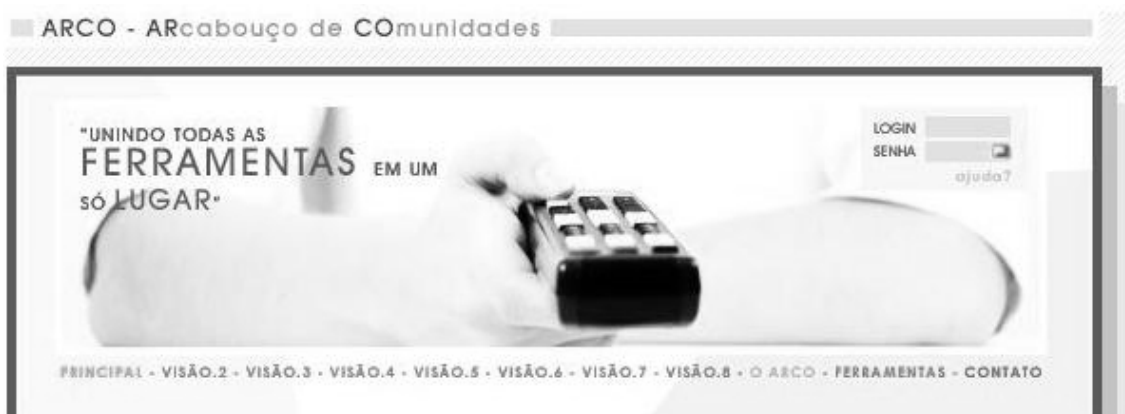 ARCO - ARcabouço de COmunidades
"UNINDO TODAS AS
FERRAMENTAS EM UM
SÓ LUGAR"
LOGIN
SENHA
ajuda?
PRINCIPAL - VISÃO.2 - VISÃO.3 - VISÃO.4 - VISÃO.5 - VISÃO.6 - VISÃO.7 - VISÃO.8 - O ARCO - FERRAMENTAS - CONTATO